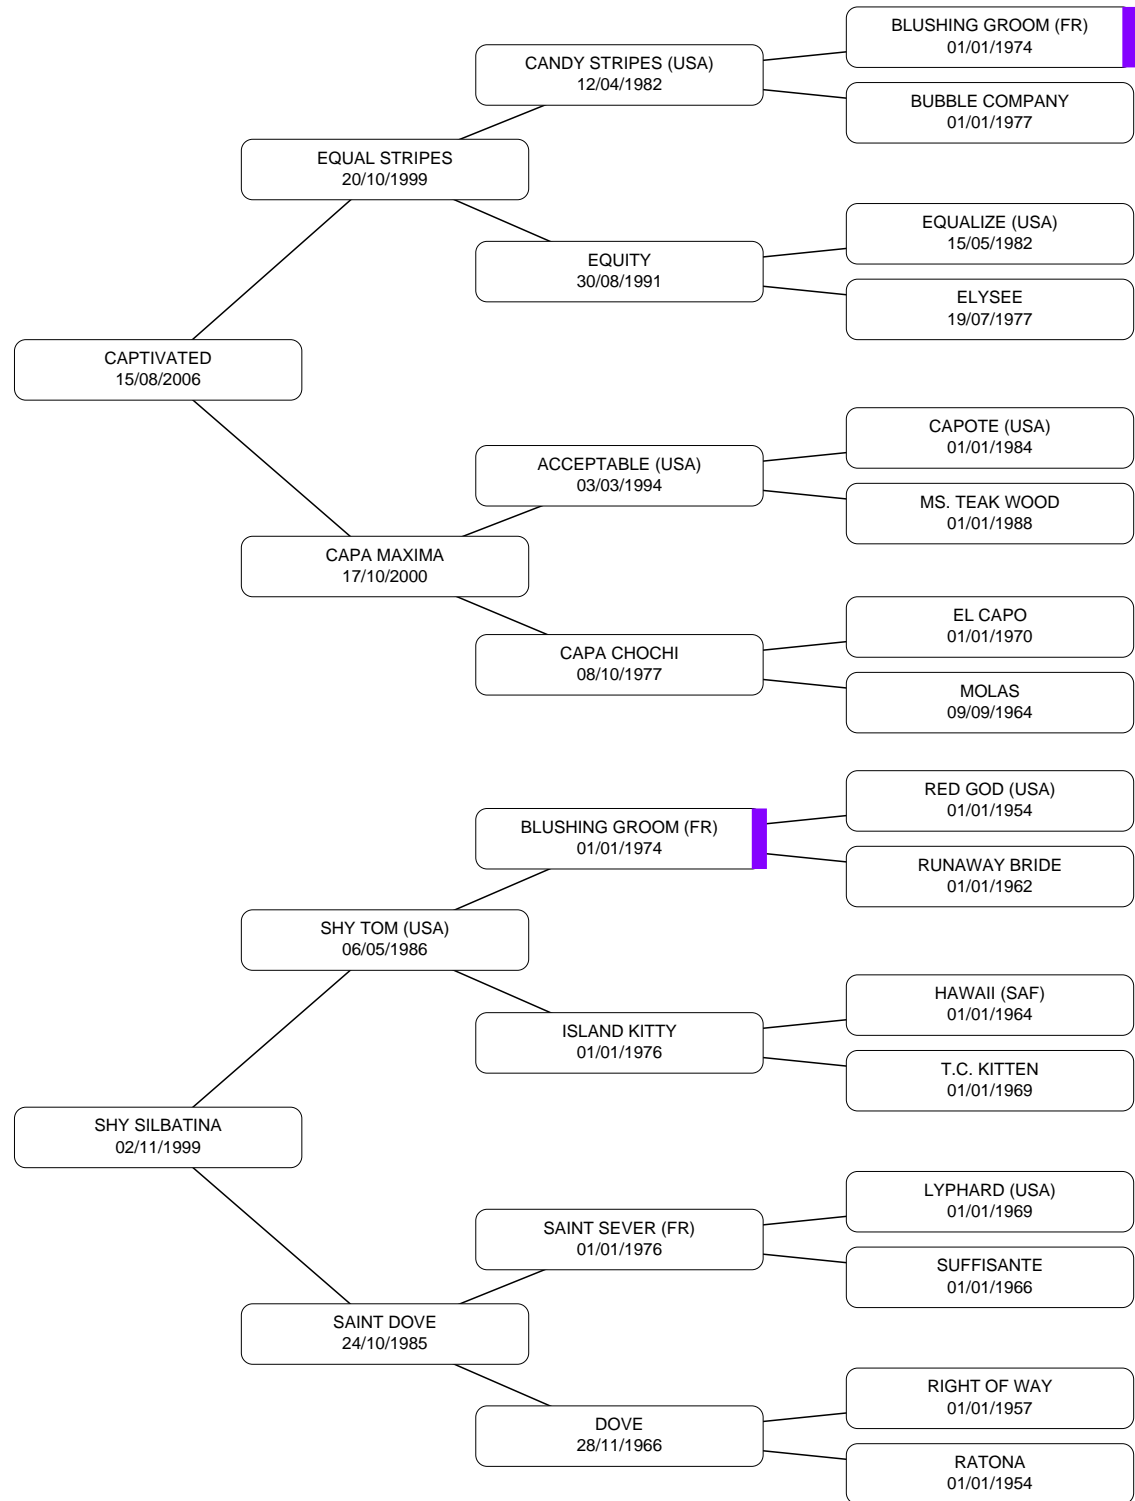 BLUSHING GROOM (FR)
01/01/1974
CANDY STRIPES (USA)
12/04/1982
BUBBLE COMPANY
01/01/1977
EQUAL STRIPES
20/10/1999
EQUALIZE (USA)
15/05/1982
EQUITY
30/08/1991
ELYSEE
19/07/1977
CAPTIVATED
15/08/2006
CAPOTE (USA)
01/01/1984
ACCEPTABLE (USA)
03/03/1994
MS. TEAK WOOD
01/01/1988
CAPA MAXIMA
17/10/2000
EL CAPO
01/01/1970
CAPA CHOCHI
08/10/1977
MOLAS
09/09/1964
RED GOD (USA)
01/01/1954
BLUSHING GROOM (FR)
01/01/1974
RUNAWAY BRIDE
01/01/1962
SHY TOM (USA)
06/05/1986
HAWAII (SAF)
01/01/1964
ISLAND KITTY
01/01/1976
T.C. KITTEN
01/01/1969
SHY SILBATINA
02/11/1999
LYPHARD (USA)
01/01/1969
SAINT SEVER (FR)
01/01/1976
SUFFISANTE
01/01/1966
SAINT DOVE
24/10/1985
RIGHT OF WAY
01/01/1957
DOVE
28/11/1966
RATONA
01/01/1954